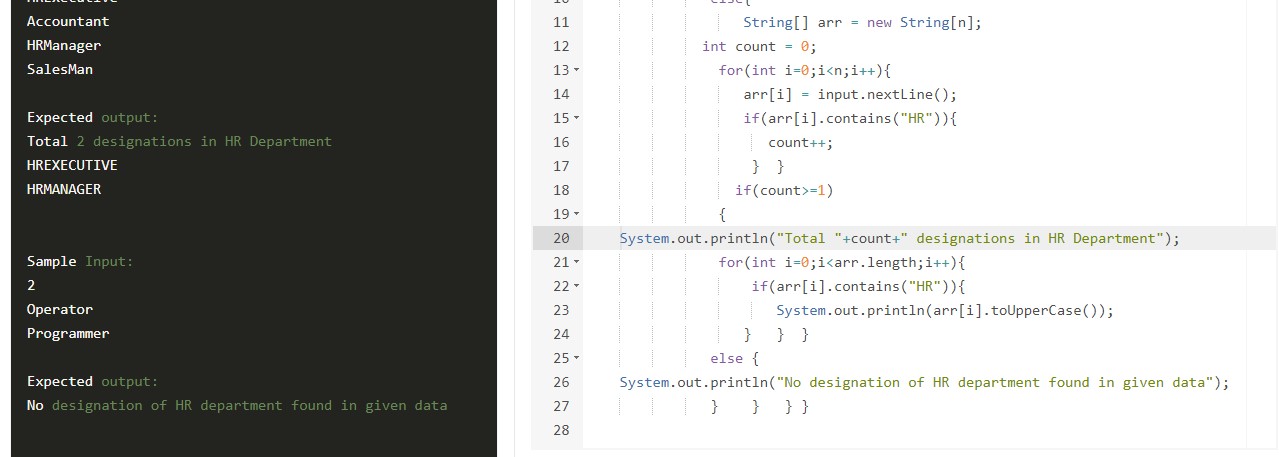 HRExecutive
Accountant
HRManager
SalesMan
Expected output:
Total 2 designations in HR Department
HREXECUTIVE
HRMANAGER
Sample Input:
2
Operator
Programmer
Expected output:
No designation of HR department found in given data
10 else{
11 String[] arr = new String[n];
12 int count = 0;
13 for(int i=0;i<n;i++){
14 arr[i] = input.nextLine();
15 if(arr[i].contains("HR")){
16 count++;
17 } }
18 if(count>=1)
19 {
20 System.out.println("Total "+count+" designations in HR Department");
21 for(int i=0;i<arr.length;i++){
22 if(arr[i].contains("HR")){
23 System.out.println(arr[i].toUpperCase());
24 } } }
25 else {
26 System.out.println("No designation of HR department found in given data");
27 } } } }
28